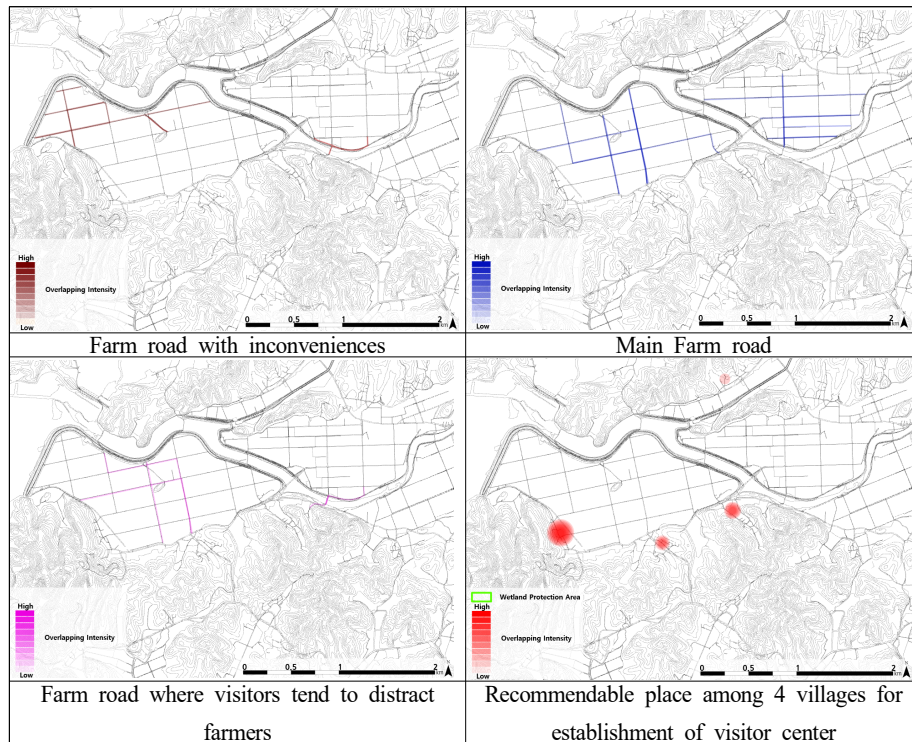 High
Overlapping Intensity
Low
0 0.5 1 2
km
High
Overlapping Intensity
Low
0 0.5 1 2
km
Farm road with inconveniences
Main Farm road
High
Overlapping Intensity
Low
0 0.5 1 2
km
Wetland Protection Area
High
Overlapping Intensity
Low
0 0.5 1 2
km
Farm road where visitors tend to distract
farmers
Recommendable place among 4 villages for
establishment of visitor center